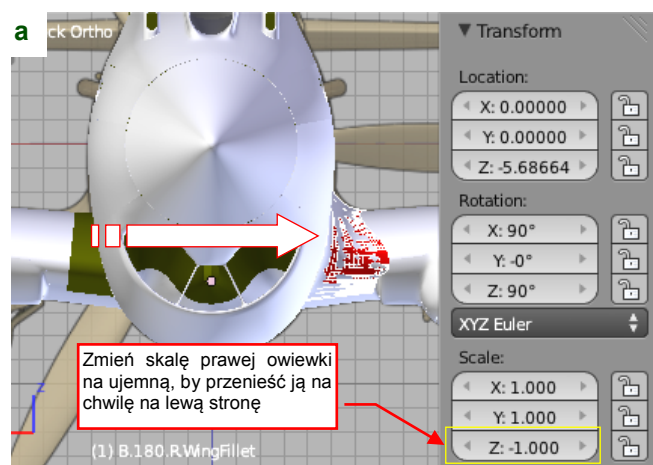 a
ck Ortho
Transform
Location:
X: 0.00000
Y: 0.00000
Z: -5.68664
Rotation:
X: 90°
Y: -0°
Z: 90°
XYZ Euler
Scale:
X: 1.000
Y: 1.000
Z: -1.000
Zmień skalę prawej owiewki
na ujemną, by przenieść ją na
chwilę na lewą stronę
z
(1) B.180.R.WingFillet